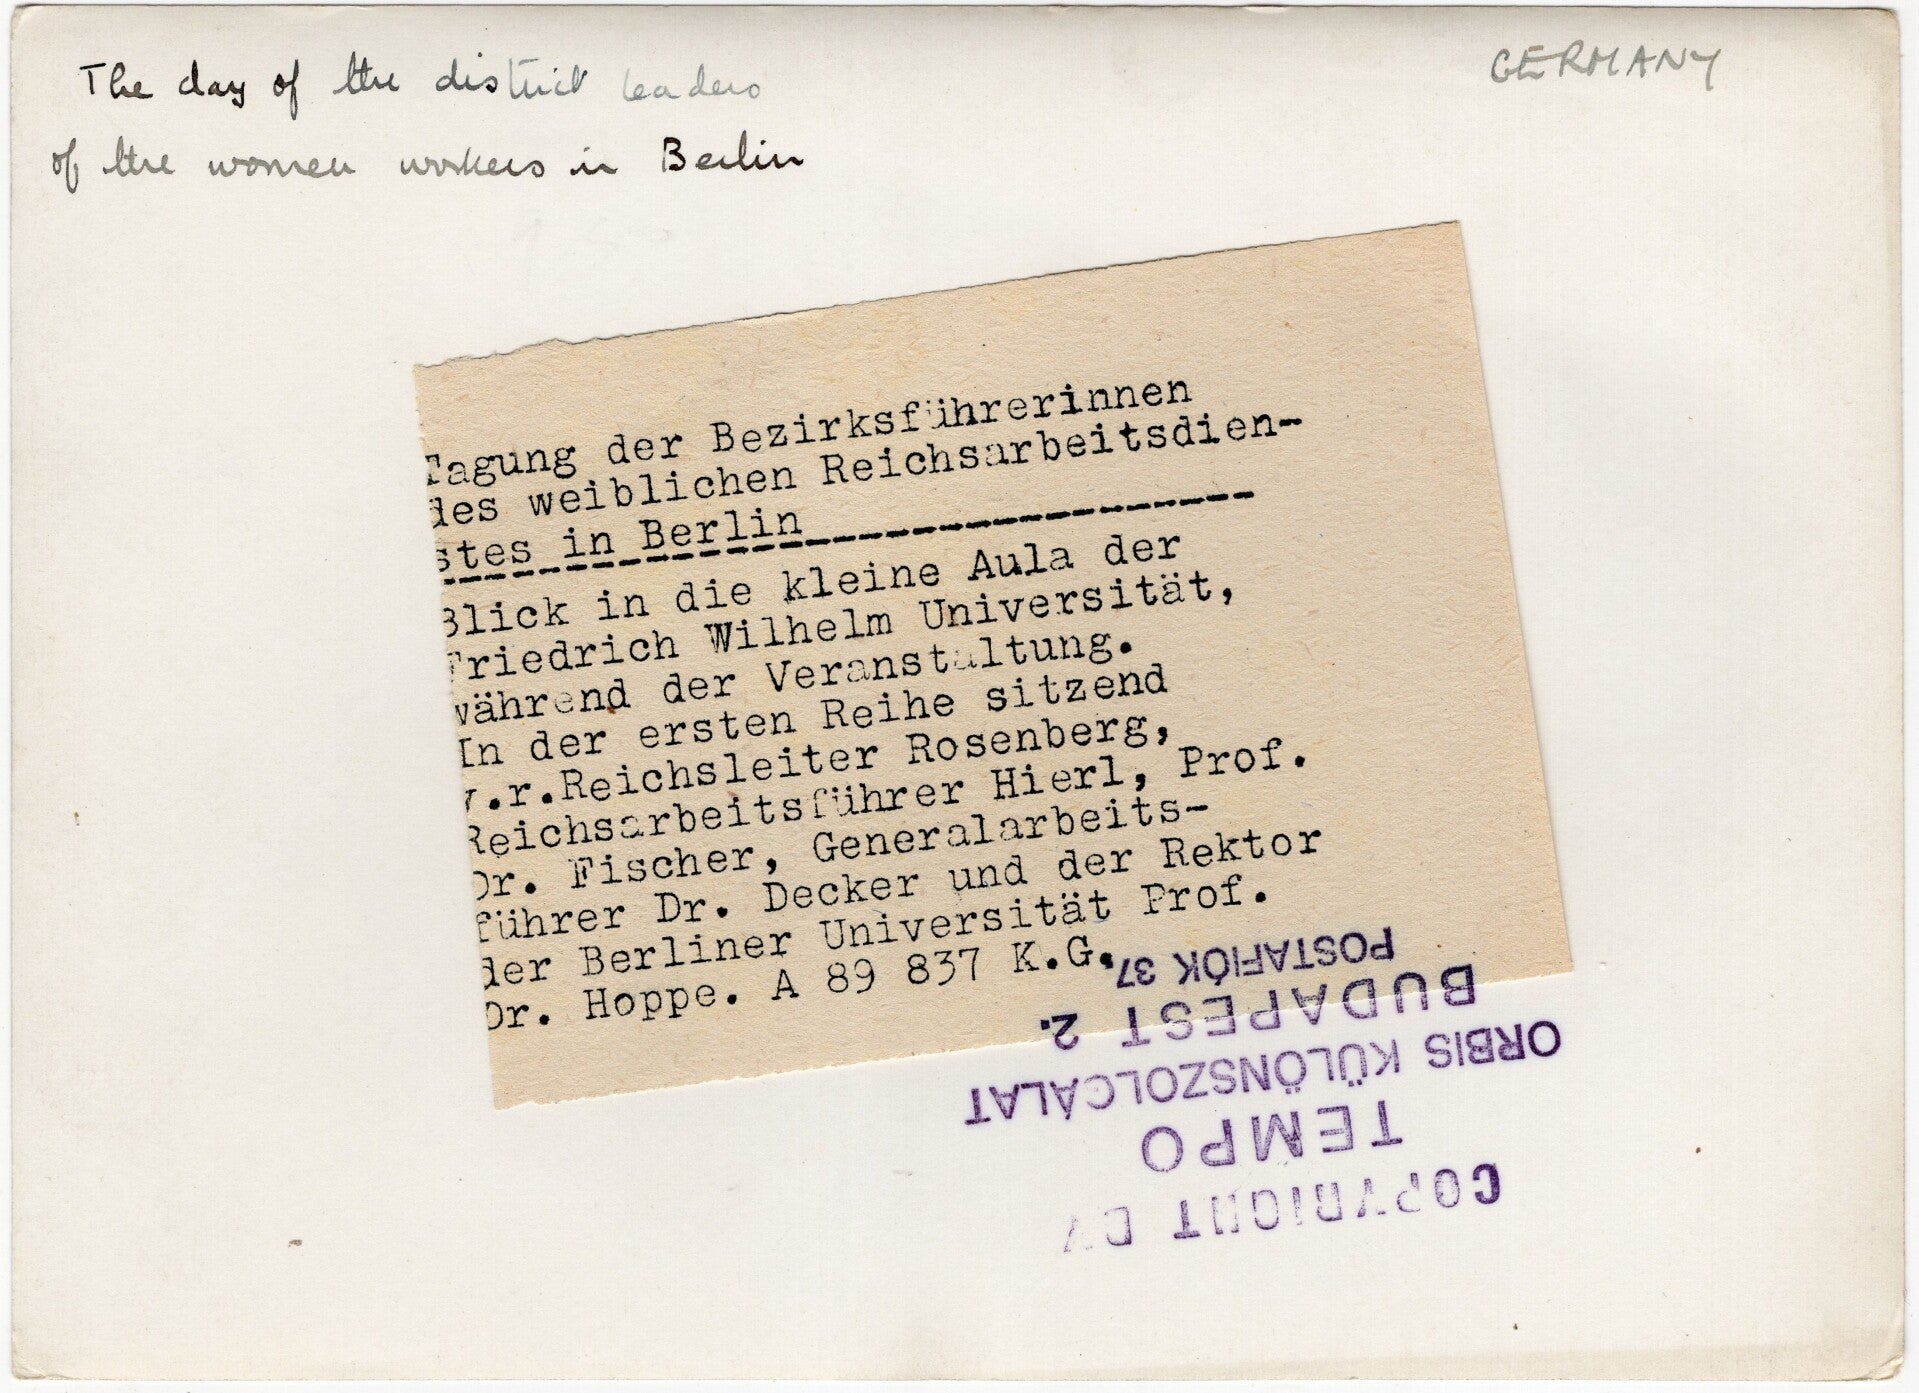 The day of the district leaders
of the women workers in Berlin
GERMANY
Tagung der Bezirksführerinnen
des weiblichen Reichsarbeitsdien-
stes in Berlin
Blick in die kleine Aula der
Friedrich Wilhelm Universität,
während der Veranstaltung.
In der ersten Reihe sitzend
v.r.Reichsleiter Rosenberg,
Reichsarbeitsführer Hierl, Prof.
Dr. Fischer, Generalarbeits-
führer Dr. Decker und der Rektor
der Berliner Universität Prof.
Dr. Hoppe. A 89 837 K.G.
COPYRIGHT BY
TEMPO
ORBIS KÜLÖNSZOLGÁLAT
BUDAPEST 2.
POSTAFIÓK 37,